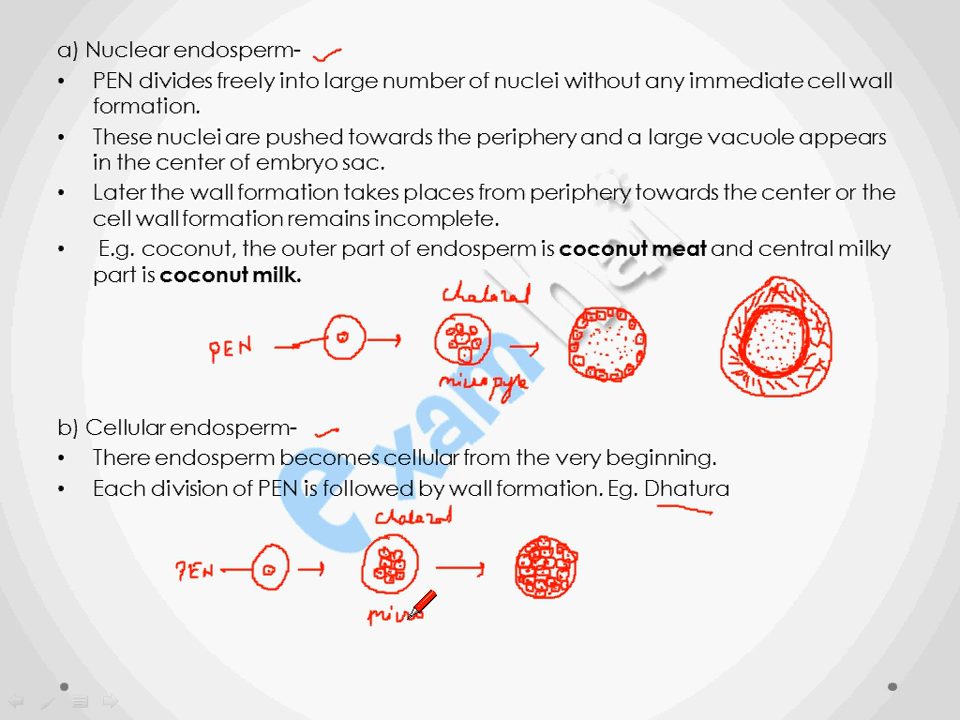 a) Nuclear endosperm-
• PEN divides freely into large number of nuclei without any immediate cell wall
formation.
• These nuclei are pushed towards the periphery and a large vacuole appears
in the center of embryo sac.
• Later the wall formation takes places from periphery towards the center or the
cell wall formation remains incomplete.
• E.g. coconut, the outer part of endosperm is coconut meat and central milky
part is coconut milk.
chalazal
PEN
micropyle
b) Cellular endosperm-
• There endosperm becomes cellular from the very beginning.
• Each division of PEN is followed by wall formation. Eg. Dhatura
chalazal
PEN
micro
exam